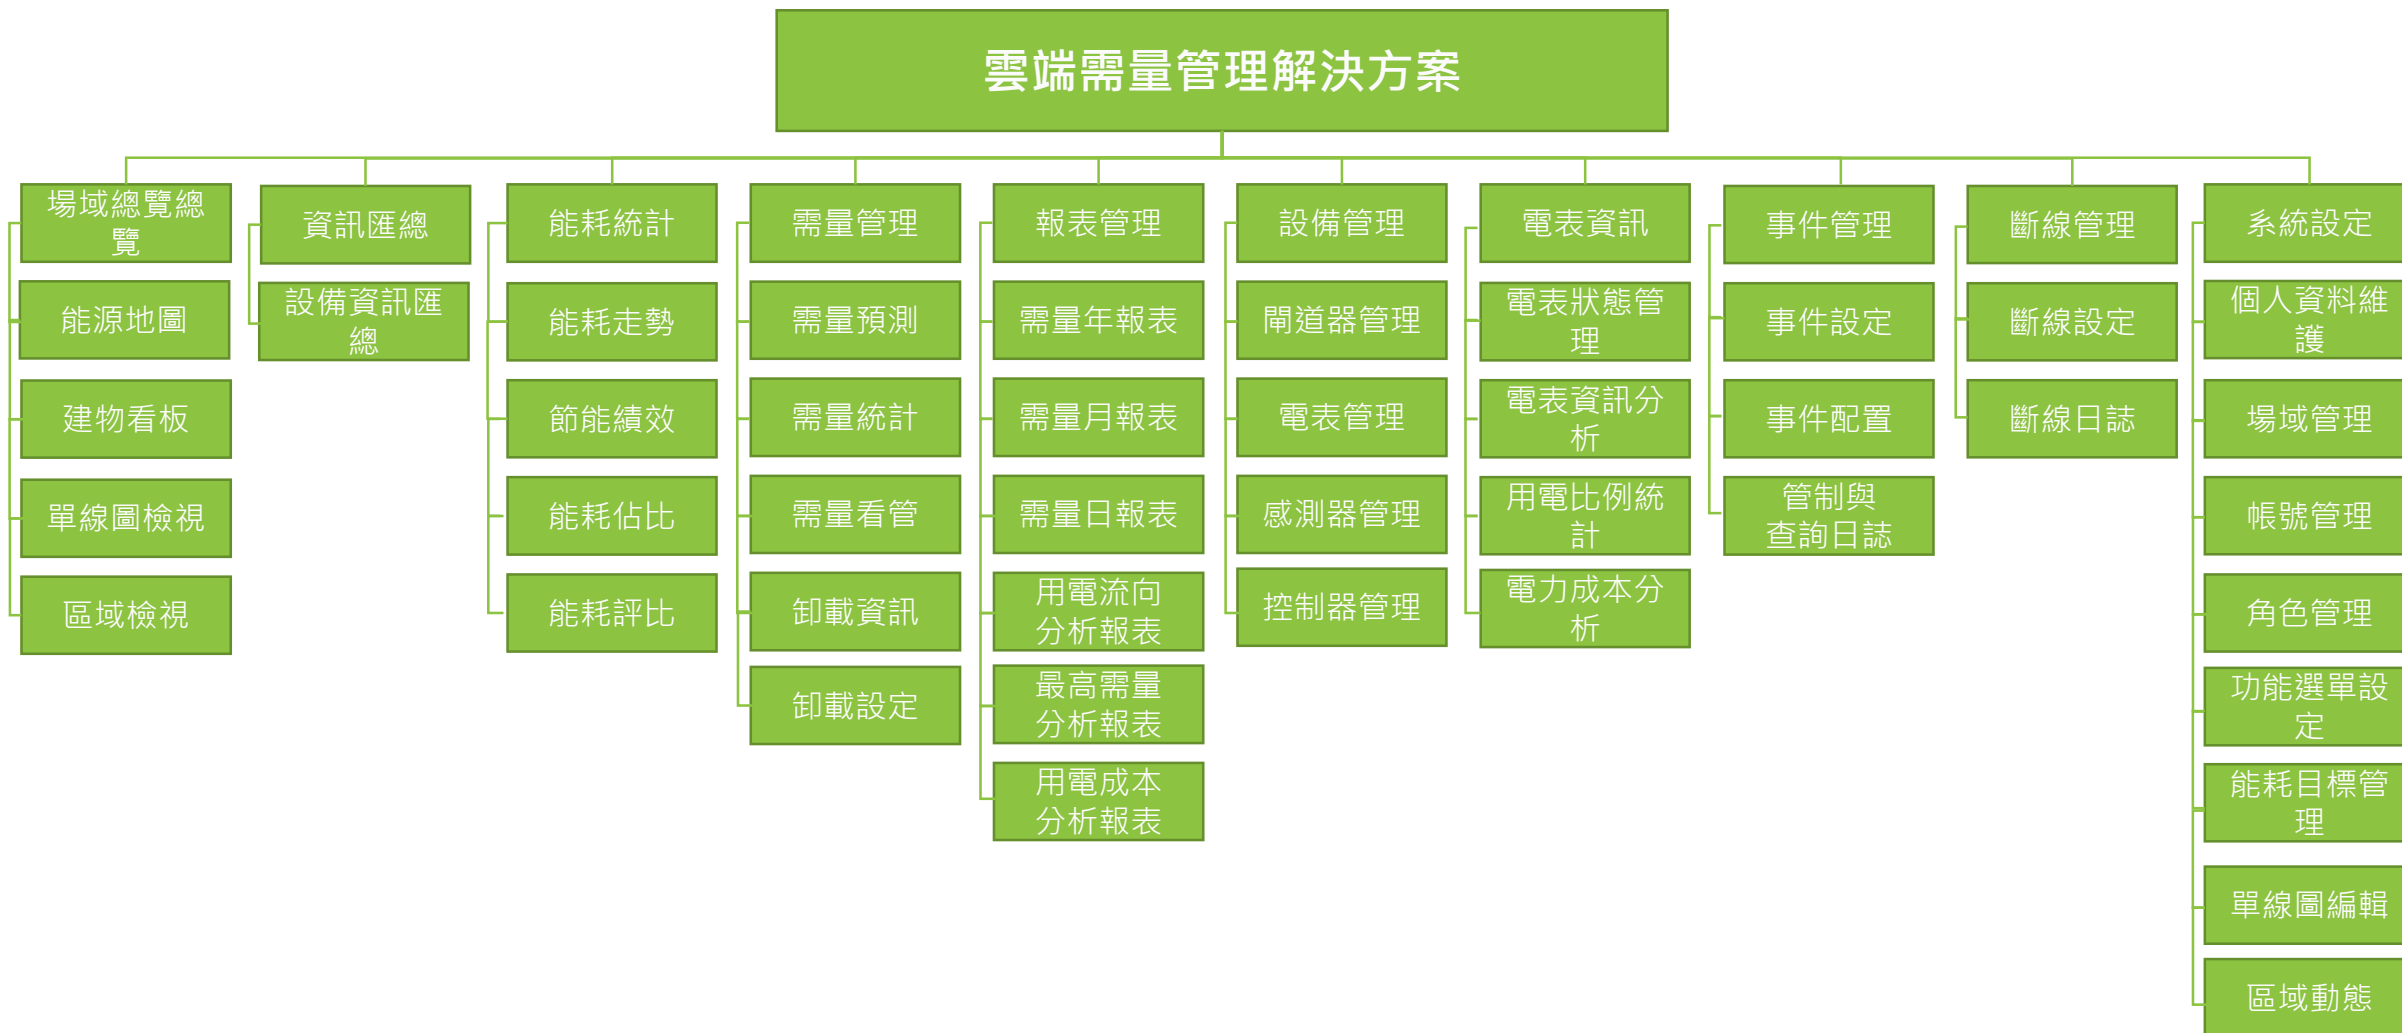 雲端需量管理解決方案
場域總覽總
覽
能源地圖
建物看板
單線圖檢視
區域檢視
資訊匯總
設備資訊匯
總
能耗統計
能耗走勢
節能績效
能耗佔比
能耗評比
需量管理
需量預測
需量統計
需量看管
卸載資訊
卸載設定
報表管理
需量年報表
需量月報表
需量日報表
用電流向
分析報表
最高需量
分析報表
用電成本
分析報表
設備管理
閘道器管理
電表管理
感測器管理
控制器管理
電表資訊
電表狀態管
理
電表資訊分
析
用電比例統
計
電力成本分
析
事件管理
事件設定
事件配置
管制與
查詢日誌
斷線管理
斷線設定
斷線日誌
系統設定
個人資料維
護
場域管理
帳號管理
角色管理
功能選單設
定
能耗目標管
理
單線圖編輯
區域動態